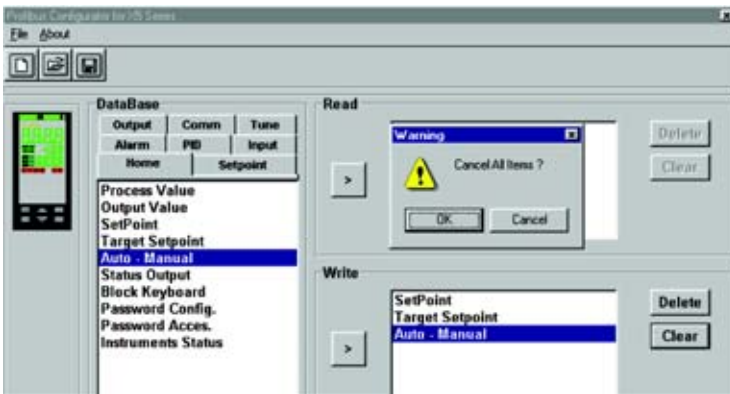 Profibus Configurator for X5 Series
File About
DataBase
Output Comm Tune
Alarm PID Input
Home Setpoint
Process Value
Output Value
SetPoint
Target Setpoint
Auto - Manual
Status Output
Block Keyboard
Password Config.
Password Acces.
Instruments Status
Read
>
Warning
Cancel All Items ?
OK Cancel
Delete
Clear
Write
>
SetPoint
Target Setpoint
Auto - Manual
Delete
Clear